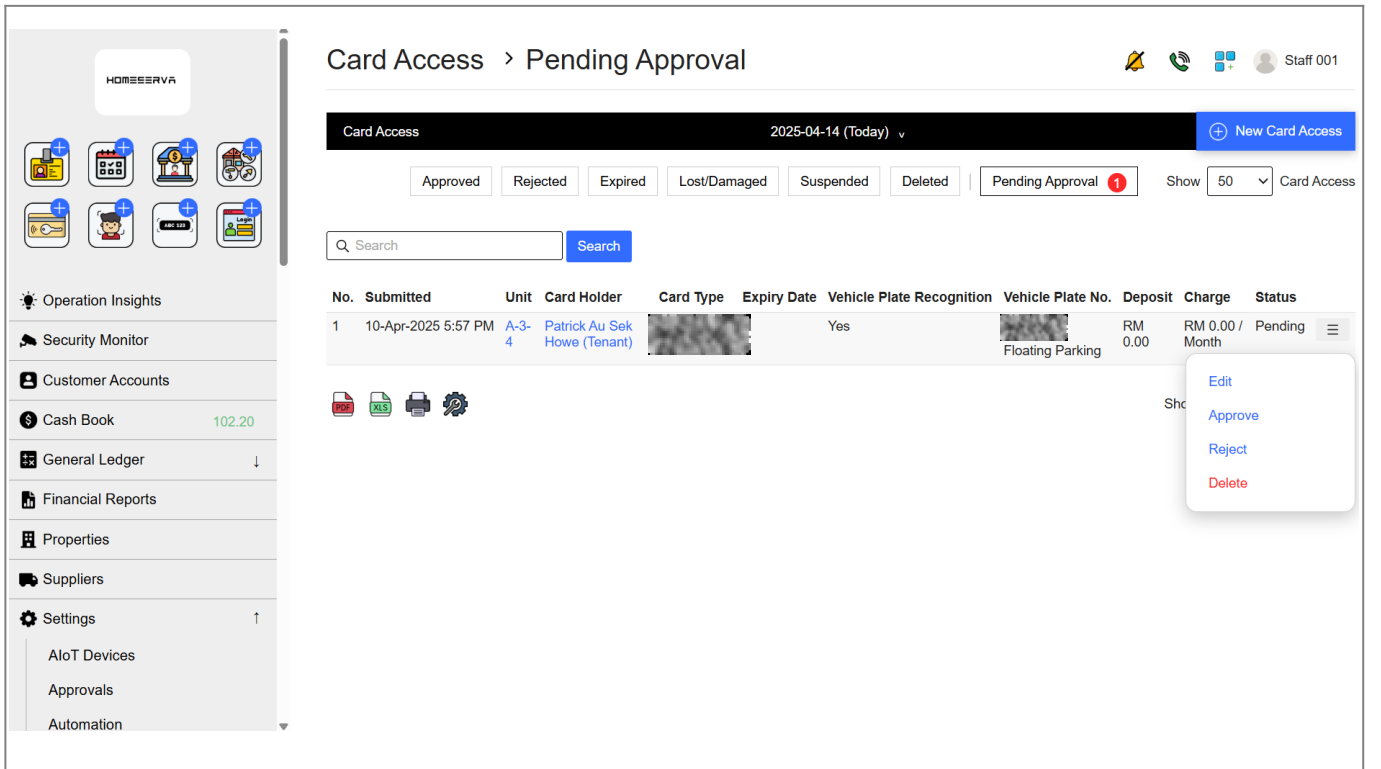 HOMESERVA
Card Access > Pending Approval
Staff 001
Card Access
2025-04-14 (Today)
New Card Access
Approved
Rejected
Expired
Lost/Damaged
Suspended
Deleted
Pending Approval 1
Show 50 Card Access
Login
ABC 123
Search
Search
Operation Insights
Security Monitor
Customer Accounts
Cash Book 102.20
General Ledger ↓
Financial Reports
Properties
Suppliers
Settings ↑
AIoT Devices
Approvals
Automation
No. Submitted Unit Card Holder Card Type Expiry Date Vehicle Plate Recognition Vehicle Plate No. Deposit Charge Status
1 10-Apr-2025 5:57 PM A-3- Patrick Au Sek Yes RM RM 0.00 / Pending
4 Howe (Tenant) Floating Parking 0.00 Month
Edit
Approve
Reject
Delete
PDF
XLS